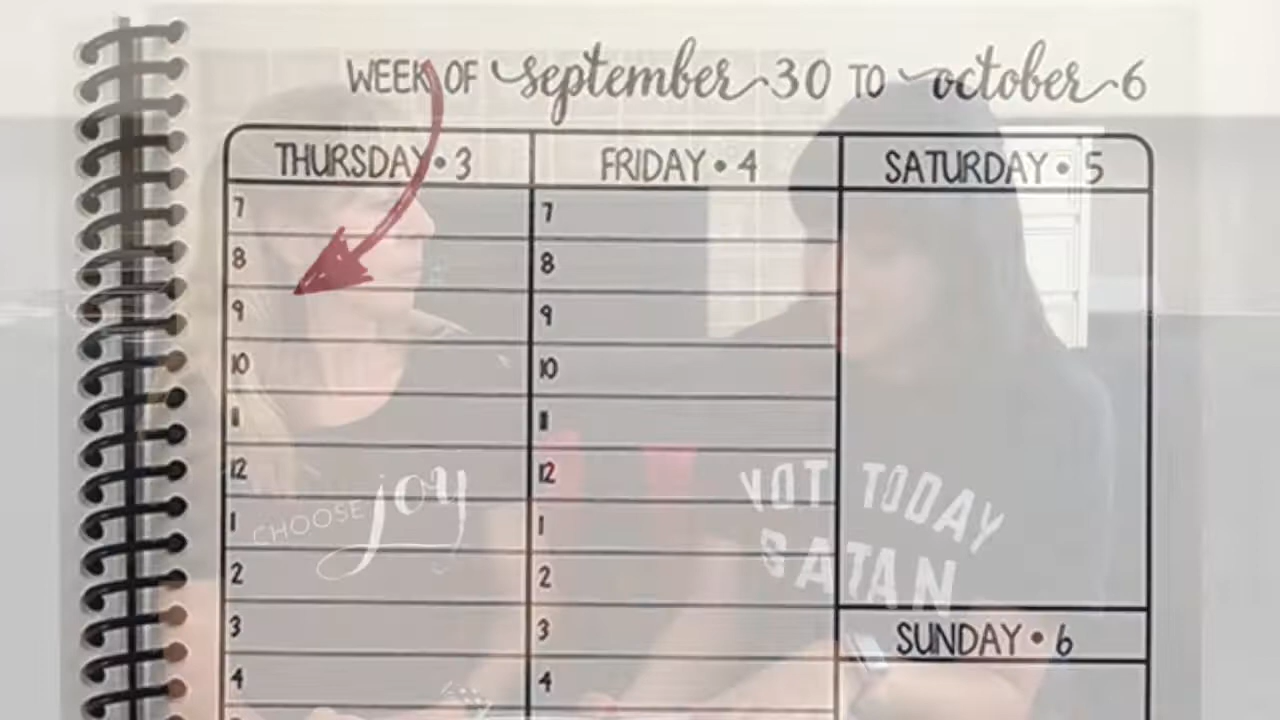 WEEK OF september 30 TO october 6
THURSDAY • 3
FRIDAY • 4
SATURDAY • 5
7
8
9
10
11
12
1
2
3
4
7
8
9
10
11
12
1
2
3
4
SUNDAY • 6
CHOOSE joy
NOT TODAY
SATAN